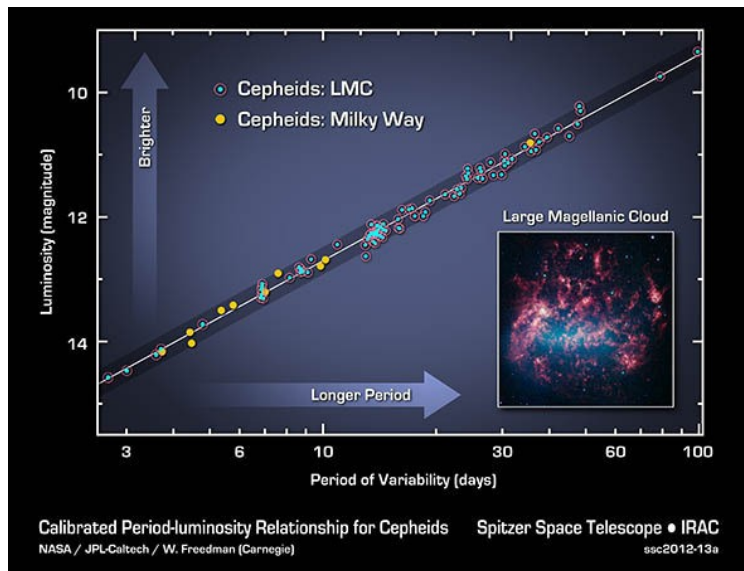 Cepheids: LMC
Cepheids: Milky Way
Brighter
Luminosity (magnitude)
10
12
14
Large Magellanic Cloud
Longer Period
3 6 10 30 60 100
Period of Variability (days)
Calibrated Period-luminosity Relationship for Cepheids Spitzer Space Telescope • IRAC
NASA / JPL-Caltech / W. Freedman (Carnegie) ssc2012-13a